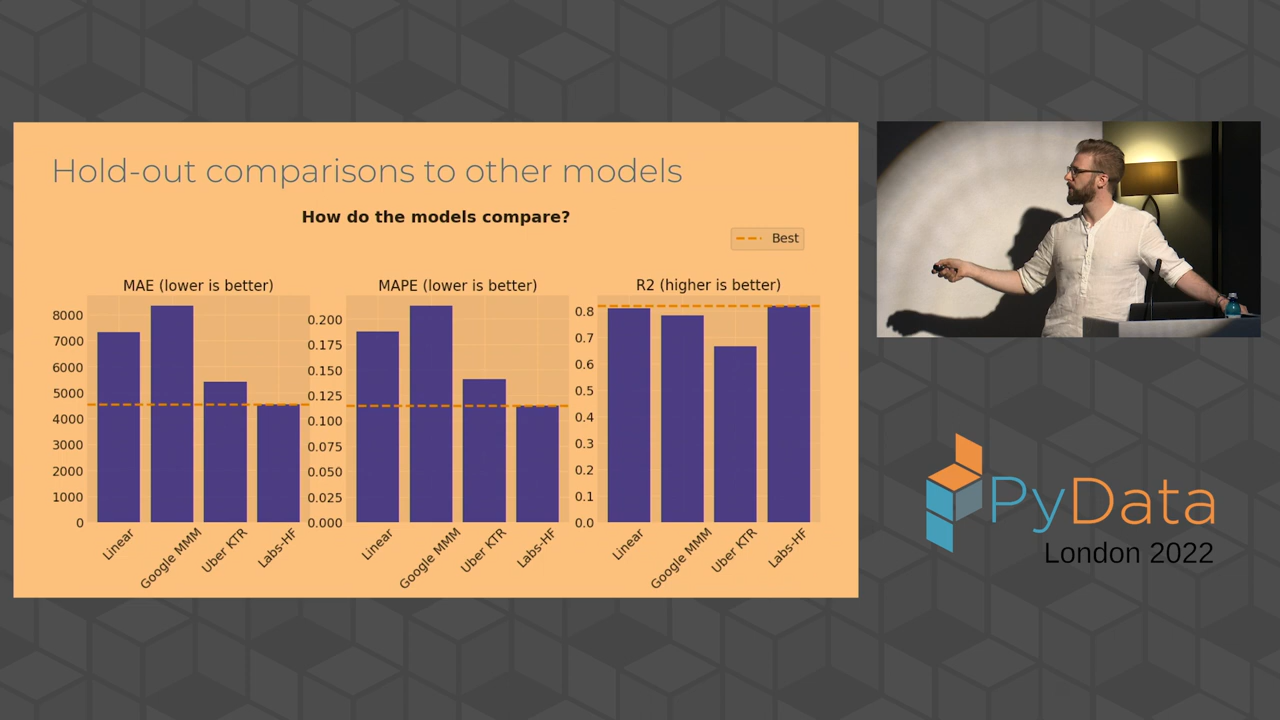 Hold-out comparisons to other models
How do the models compare?
Best
MAE (lower is better)
8000
7000
6000
5000
4000
3000
2000
1000
0
Linear
Google MMM
Uber KTR
Labs-HF
MAPE (lower is better)
0.200
0.175
0.150
0.125
0.100
0.075
0.050
0.025
0.000
Linear
Google MMM
Uber KTR
Labs-HF
R2 (higher is better)
0.8
0.7
0.6
0.5
0.4
0.3
0.2
0.1
0.0
Linear
Google MMM
Uber KTR
Labs-HF
PyData
London 2022